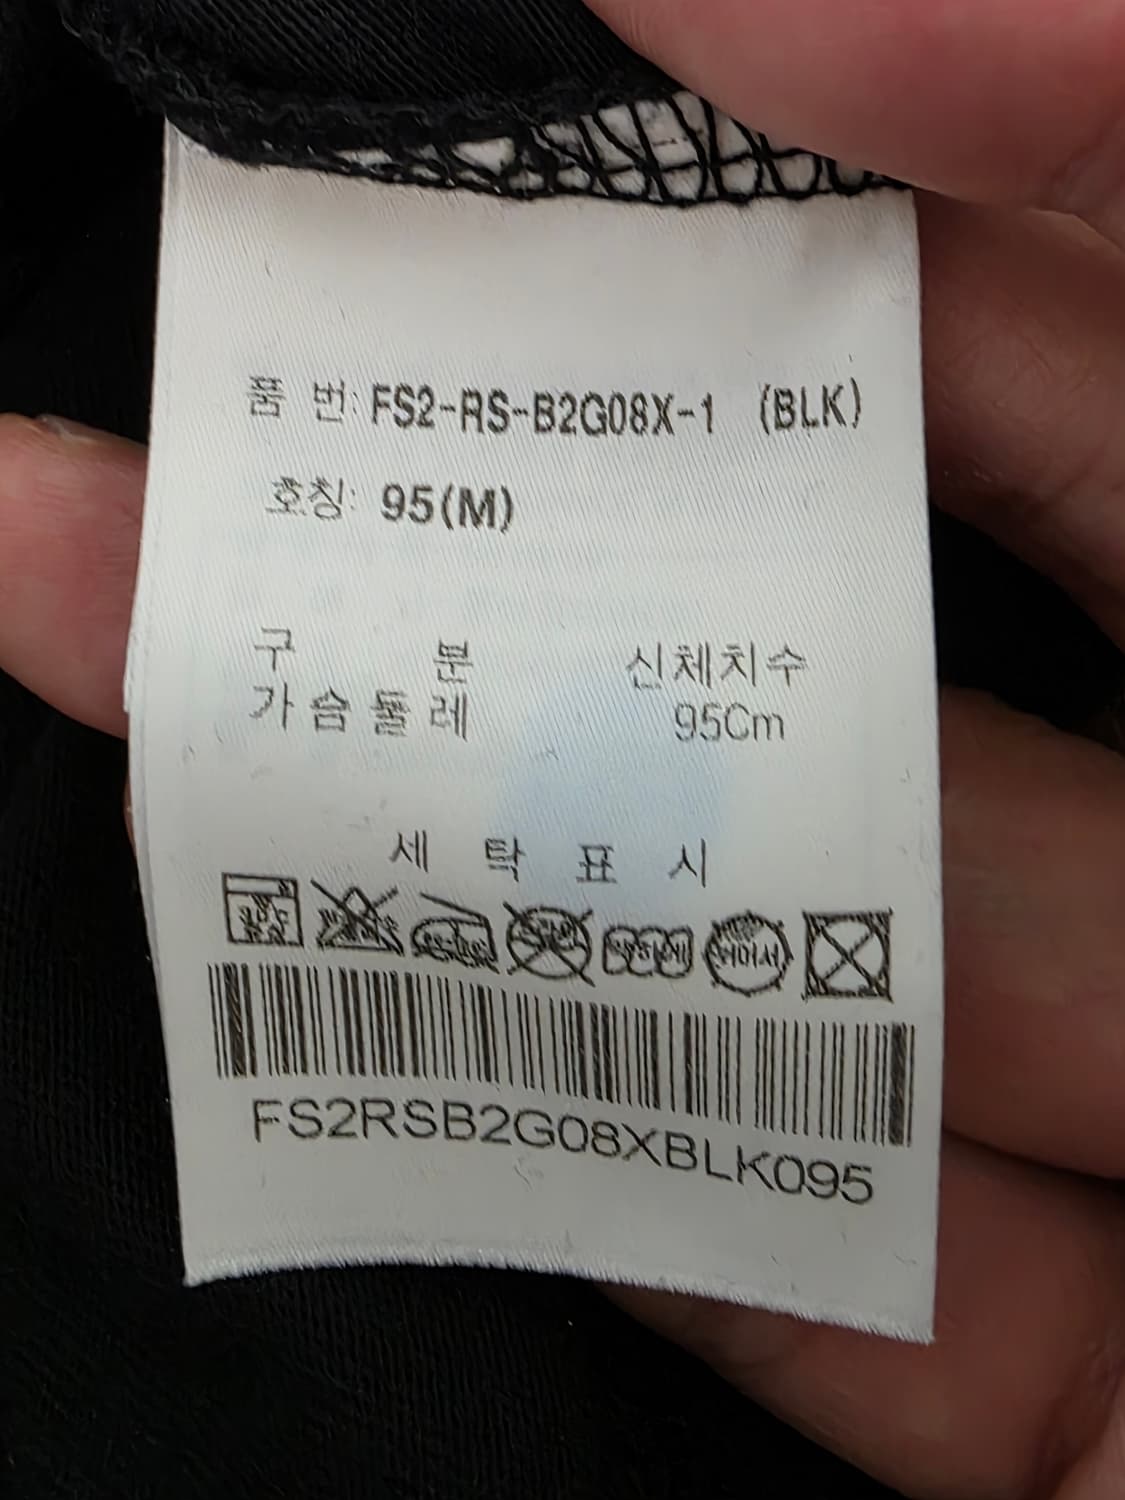 품 번: FS2-RS-B2G08X-1 (BLK)
호칭: 95(M)
구 분 신체치수
가슴둘레 95Cm
세 탁 표 시
FS2RSB2G08XBLK095